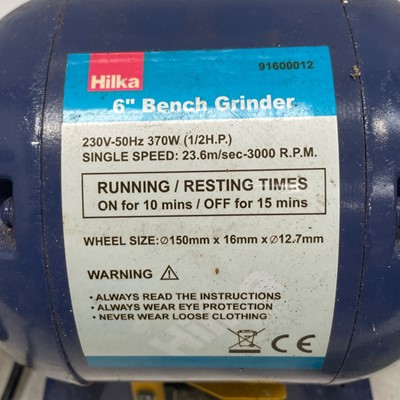 Hilka
91600012
6" Bench Grinder
230V-50Hz 370W (1/2H.P.)
SINGLE SPEED: 23.6m/sec-3000 R.P.M.
RUNNING / RESTING TIMES
ON for 10 mins / OFF for 15 mins
WHEEL SIZE:∅150mm x 16mm x∅12.7mm
WARNING ⚠
• ALWAYS READ THE INSTRUCTIONS
• ALWAYS WEAR EYE PROTECTION
• NEVER WEAR LOOSE CLOTHING
CE